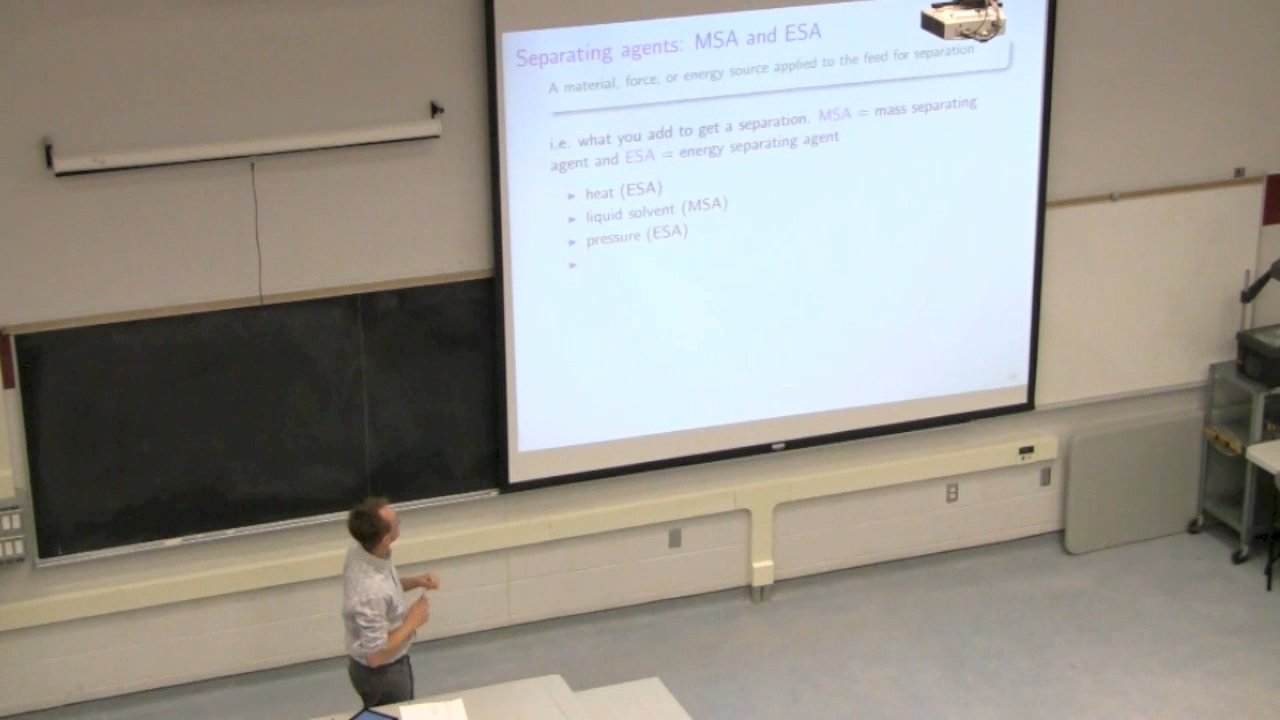 Separating agents: MSA and ESA
A material, force, or energy source applied to the feed for separation
i.e. what you add to get a separation. MSA = mass separating
agent and ESA = energy separating agent
heat (ESA)
liquid solvent (MSA)
pressure (ESA)